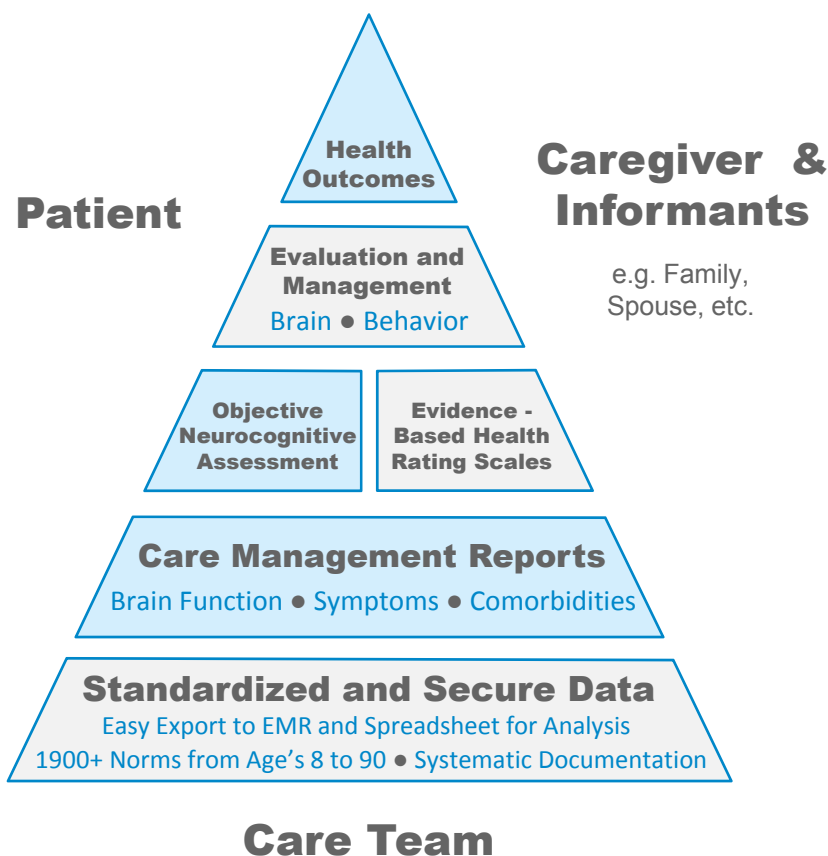 Health
Outcomes
Patient
Caregiver &
Informants
e.g. Family,
Spouse, etc.
Evaluation and
Management
Brain ● Behavior
Objective
Neurocognitive
Assessment
Evidence -
Based Health
Rating Scales
Care Management Reports
Brain Function ● Symptoms ● Comorbidities
Standardized and Secure Data
Easy Export to EMR and Spreadsheet for Analysis
1900+ Norms from Age's 8 to 90 ● Systematic Documentation
Care Team